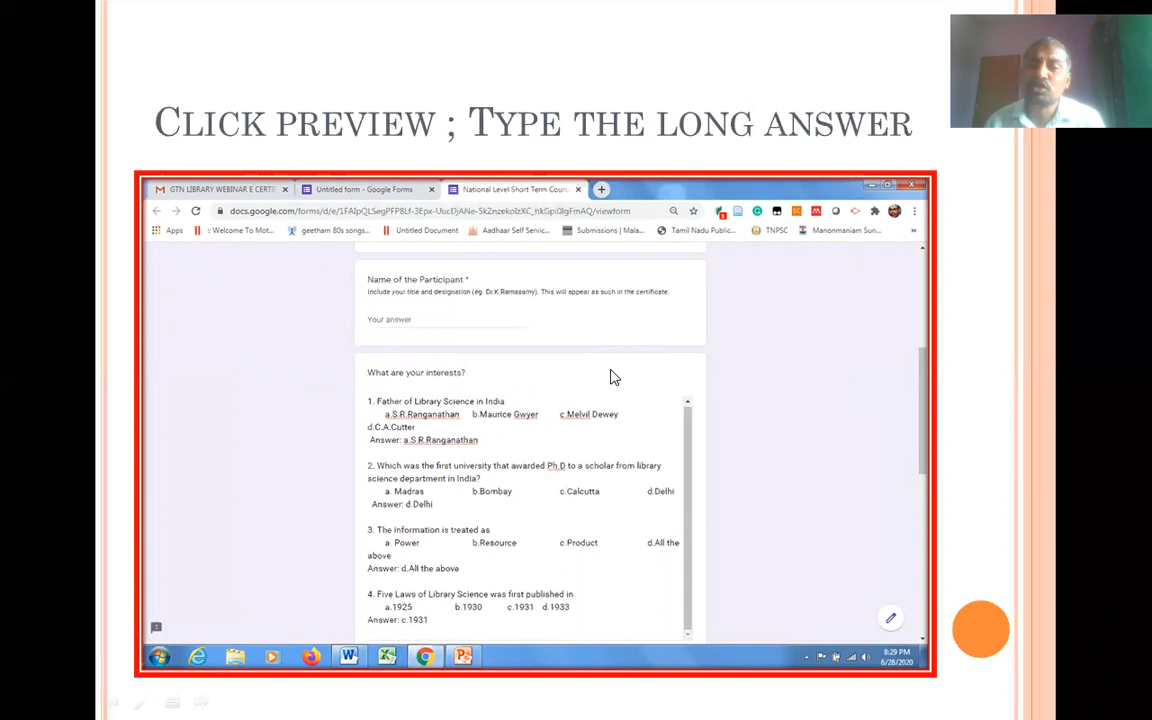 CLICK PREVIEW ; TYPE THE LONG ANSWER
GTN LIBRARY WEBINAR E CERTI
Untitled form - Google Forms
National Level Short Term Cours
docs.google.com/forms/d/e/
/viewform
Apps
:: Welcome To Mot...
geetham 80s songs...
Untitled Document
Aadhaar Self Servic...
Submissions | Mala...
Tamil Nadu Public...
TNPSC
Manonmaniam Sun...
»
Name of the Participant *
Include your title and designation (eg. Dr.K.Ramasamy). This will appear as such in the certificate.
Your answer
What are your interests?
1. Father of Library Science in India
a.S.R.Ranganathan b.Maurice Gwyer c.Melvil Dewey
d.C.A.Cutter
Answer: a.S.R.Ranganathan
2. Which was the first university that awarded Ph.D to a scholar from library
science department in India?
a. Madras b.Bombay c.Calcutta d.Delhi
Answer: d.Delhi
3. The information is treated as
a. Power b.Resource c.Product d.All the
above
Answer: d.All the above
4. Five Laws of Library Science was first published in
a.1925 b.1930 c.1931 d.1933
Answer: c.1931
8:29 PM
6/28/2020